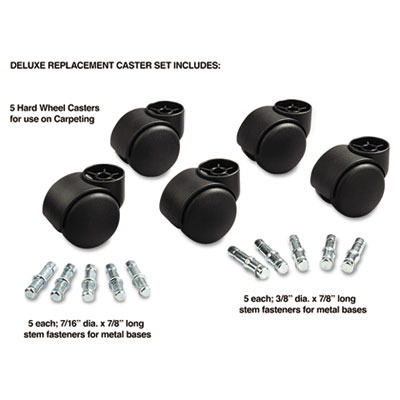 DELUXE REPLACEMENT CASTER SET INCLUDES:
5 Hard Wheel Casters
for use on Carpeting
5 each; 7/16” dia. x 7/8” long
stem fasteners for metal bases
5 each; 3/8” dia. x 7/8” long
stem fasteners for metal bases